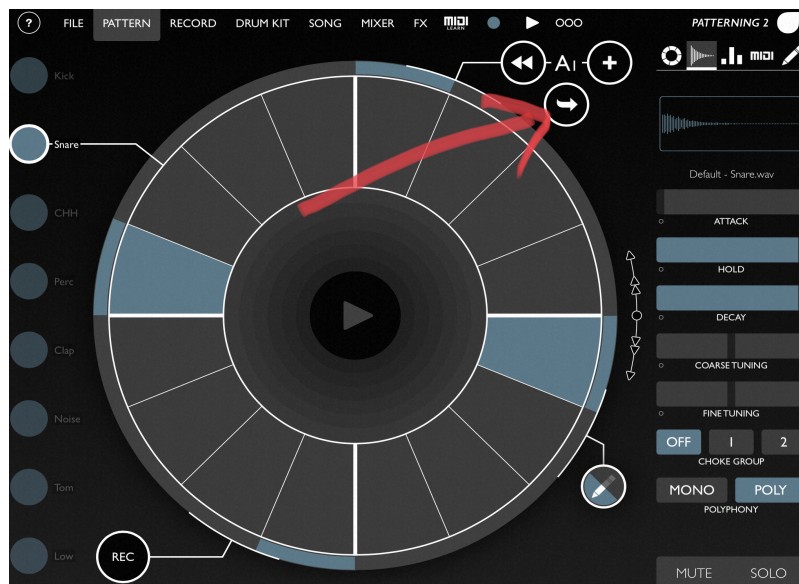 ?
FILE
PATTERN
RECORD
DRUM KIT
SONG
MIXER
FX
MIDI
LEARN
PATTERNING 2
Kick
Snare
CHH
Perc
Clap
Noise
Tom
Low
REC
A1
MIDI
Default - Snare.wav
ATTACK
HOLD
DECAY
COARSE TUNING
FINE TUNING
OFF
1
2
CHOKE GROUP
MONO
POLY
POLYPHONY
MUTE
SOLO